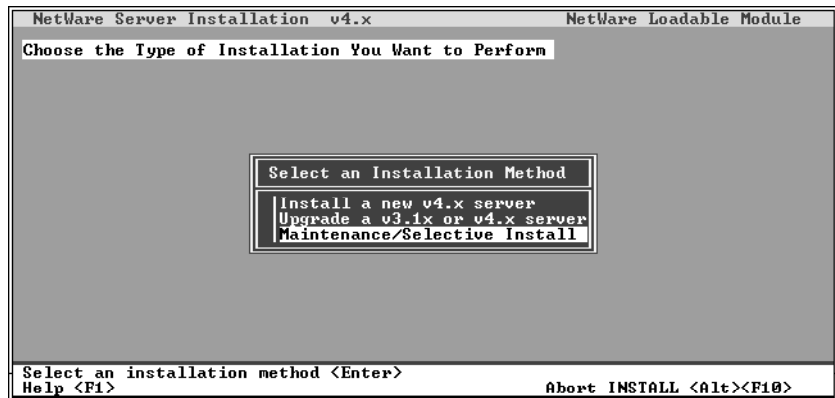 NetWare Server Installation v4.x NetWare Loadable Module
Choose the Type of Installation You Want to Perform
Select an Installation Method
Install a new v4.x server
Upgrade a v3.1x or v4.x server
Maintenance/Selective Install
Select an installation method <Enter>
Help <F1> Abort INSTALL <Alt><F10>